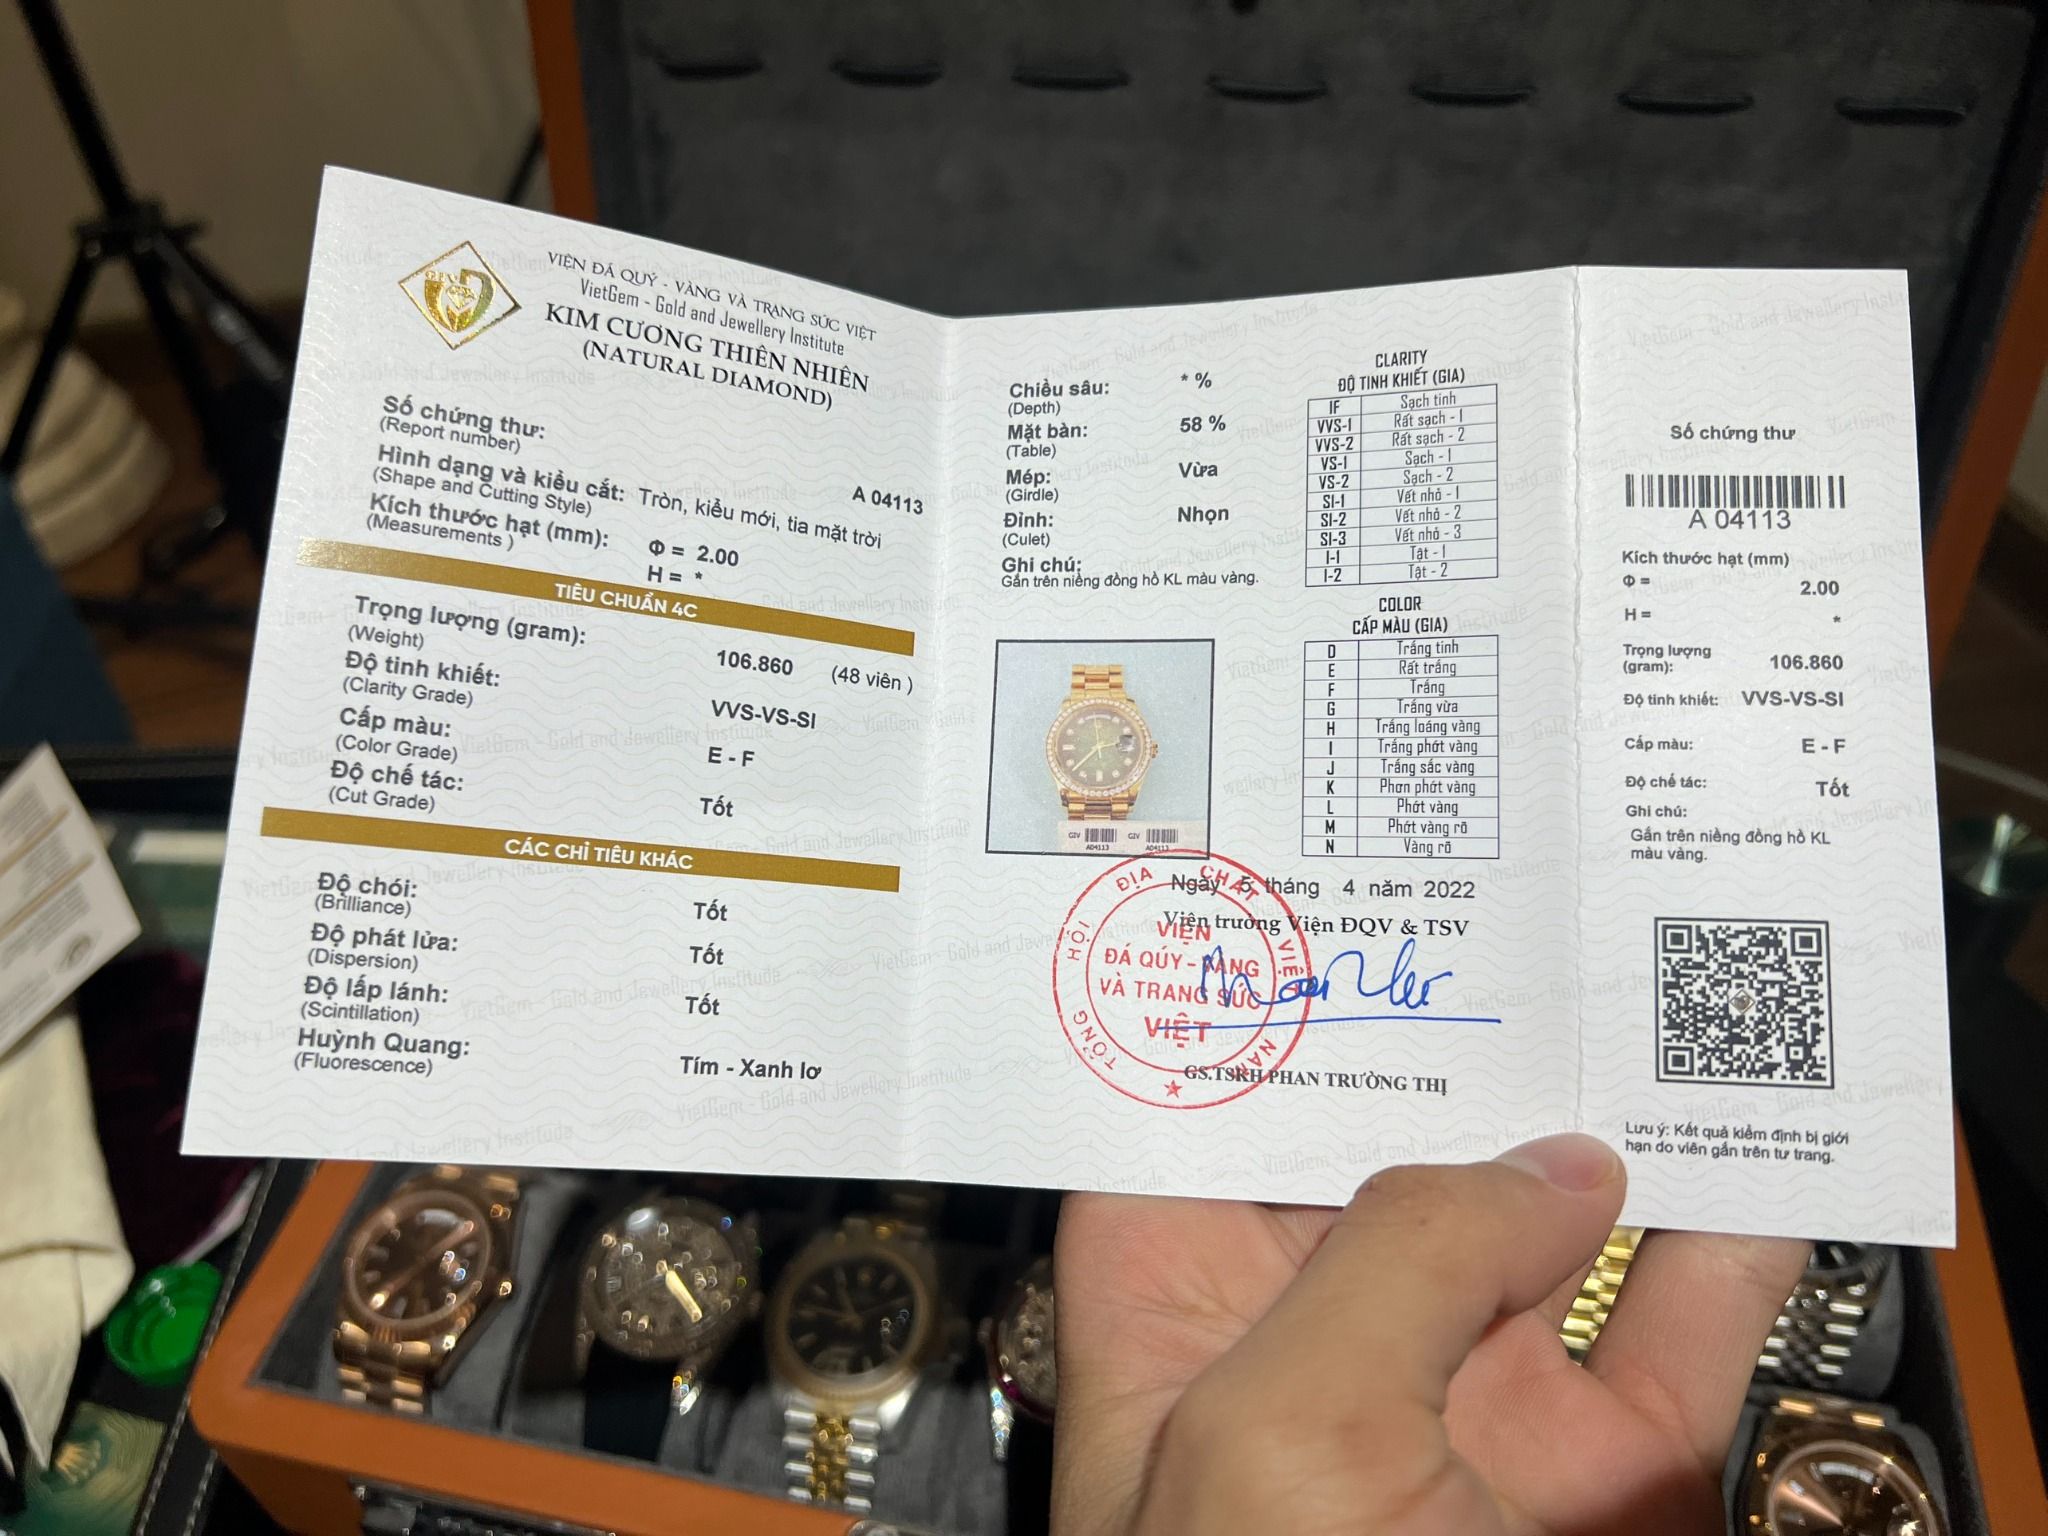 VIỆN ĐÁ QUÝ - VÀNG VÀ TRANG SỨC VIỆT
VietGem - Gold and Jewellery Institute
KIM CƯƠNG THIÊN NHIÊN
(NATURAL DIAMOND)
Số chứng thư: A 04113
(Report number)
Hình dạng và kiểu cắt: Tròn, kiểu mới, tia mặt trời
(Shape and Cutting Style)
Kích thước hạt (mm): Φ = 2.00
(Measurements ) H = *
TIÊU CHUẨN 4C
Trọng lượng (gram): 106.860 (48 viên )
(Weight)
Độ tinh khiết: VVS-VS-SI
(Clarity Grade)
Cấp màu: E - F
(Color Grade)
Độ chế tác: Tốt
(Cut Grade)
CÁC CHỈ TIÊU KHÁC
Độ chói: Tốt
(Brilliance)
Độ phát lửa: Tốt
(Dispersion)
Độ lấp lánh: Tốt
(Scintillation)
Huỳnh Quang: Tím - Xanh lơ
(Fluorescence)
Chiều sâu: * %
(Depth)
Mặt bàn: 58 %
(Table)
Mép: Vừa
(Girdle)
Đỉnh: Nhọn
(Culet)
Ghi chú:
Gắn trên niềng đồng hồ KL màu vàng.
GIV GIV
A04113 A04113
CLARITY
ĐỘ TINH KHIẾT (GIA)
IF Sạch tinh
VVS-1 Rất sạch - 1
VVS-2 Rất sạch - 2
VS-1 Sạch - 1
VS-2 Sạch - 2
SI-1 Vết nhỏ - 1
SI-2 Vết nhỏ - 2
SI-3 Vết nhỏ - 3
I-1 Tật - 1
I-2 Tật - 2
COLOR
CẤP MÀU (GIA)
D Trắng tinh
E Rất trắng
F Trắng
G Trắng vừa
H Trắng loáng vàng
I Trắng phớt vàng
J Trắng sắc vàng
K Phơn phớt vàng
L Phớt vàng
M Phớt vàng rõ
N Vàng rõ
Ngày 5 tháng 4 năm 2022
Viện trưởng Viện ĐQV & TSV
TỔNG HỘI ĐỊA CHẤT VIỆT NAM
VIỆN
ĐÁ QUÝ - VÀNG
VÀ TRANG SỨC
VIỆT
GS.TSKH PHAN TRƯỜNG THỊ
Số chứng thư
A 04113
Kích thước hạt (mm)
Φ = 2.00
H = *
Trọng lượng
(gram): 106.860
Độ tinh khiết: VVS-VS-SI
Cấp màu: E - F
Độ chế tác: Tốt
Ghi chú:
Gắn trên niềng đồng hồ KL
màu vàng.
Lưu ý: Kết quả kiểm định bị giới
hạn do viên gắn trên tư trang.